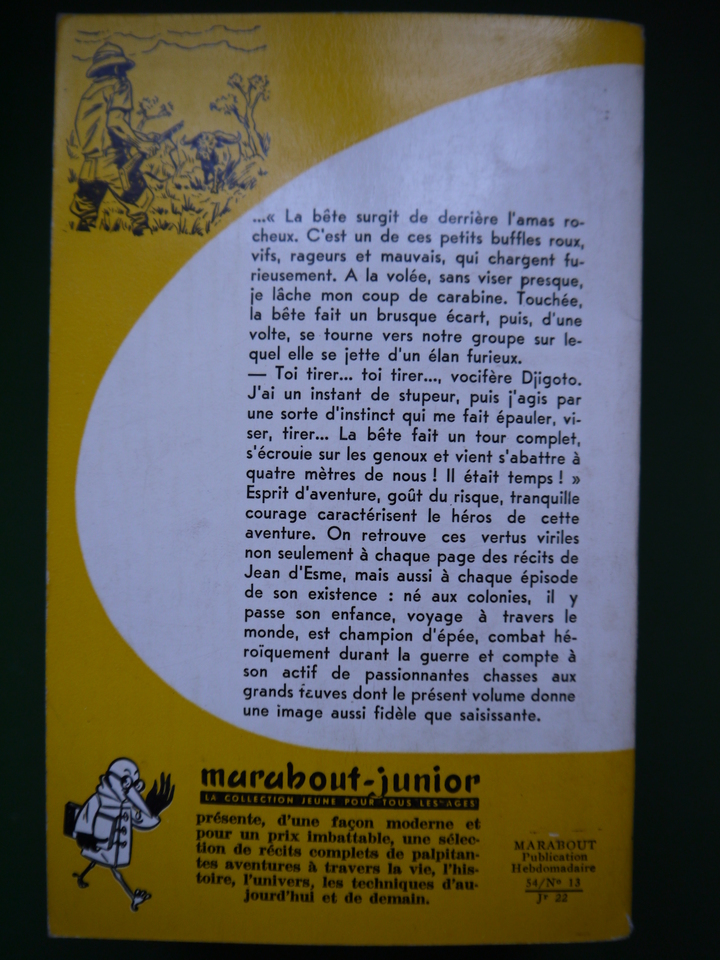 ...« La bête surgit de derrière l'amas ro-
cheux. C'est un de ces petits buffles roux,
vifs, rageurs et mauvais, qui chargent fu-
rieusement. A la volée, sans viser presque,
je lâche mon coup de carabine. Touchée,
la bête fait un brusque écart, puis, d'une
volte, se tourne vers notre groupe sur le-
quel elle se jette d'un élan furieux.
— Toi tirer... toi tirer..., vocifère Djigoto.
J'ai un instant de stupeur, puis j'agis par
une sorte d'instinct qui me fait épauler, vi-
ser, tirer... La bête fait un tour complet,
s'écrouie sur les genoux et vient s'abattre à
quatre mètres de nous ! Il était temps ! »
Esprit d'aventure, goût du risque, tranquille
courage caractérisent le héros de cette
aventure. On retrouve ces vertus viriles
non seulement à chaque page des récits de
Jean d'Esme, mais aussi à chaque épisode
de son existence : né aux colonies, il y
passe son enfance, voyage à travers le
monde, est champion d'épée, combat hé-
roïquement durant la guerre et compte à
son actif de passionnantes chasses aux
grands fauves dont le présent volume donne
une image aussi fidèle que saisissante.
marabout-junior
LA COLLECTION JEUNE POUR TOUS LES AGES
présente, d'une façon moderne et
pour un prix imbattable, une sélec-
tion de récits complets de palpitan-
tes aventures à travers la vie, l'his-
toire, l'univers, les techniques d'au-
jourd'hui et de demain.
MARABOUT
Publication
Hebdomadaire
54/Nº 13
Jr 22